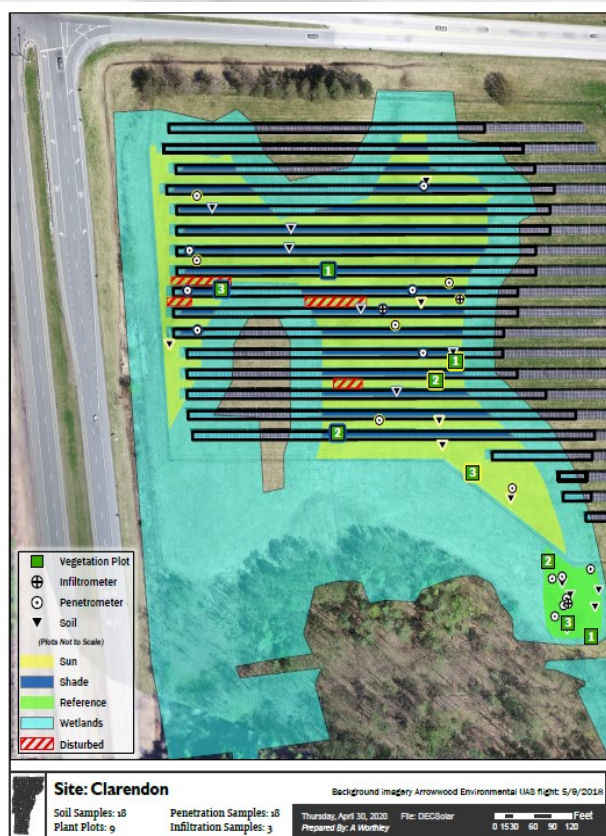 1
3
1
2
2
3
2
3
1
Vegetation Plot
Infiltrometer
Penetrometer
Soil
(Plots Not to Scale)
Sun
Shade
Reference
Wetlands
Disturbed
Site: Clarendon
Background imagery Arrowwood Environmental UAS flight: 5/9/2018
Soil Samples: 18
Penetration Samples: 18
Plant Plots: 9
Infiltration Samples: 3
Thursday, April 30, 2020 File: DECSolar
Prepared By: A Worthley
Feet
0 15 30 60 90 120